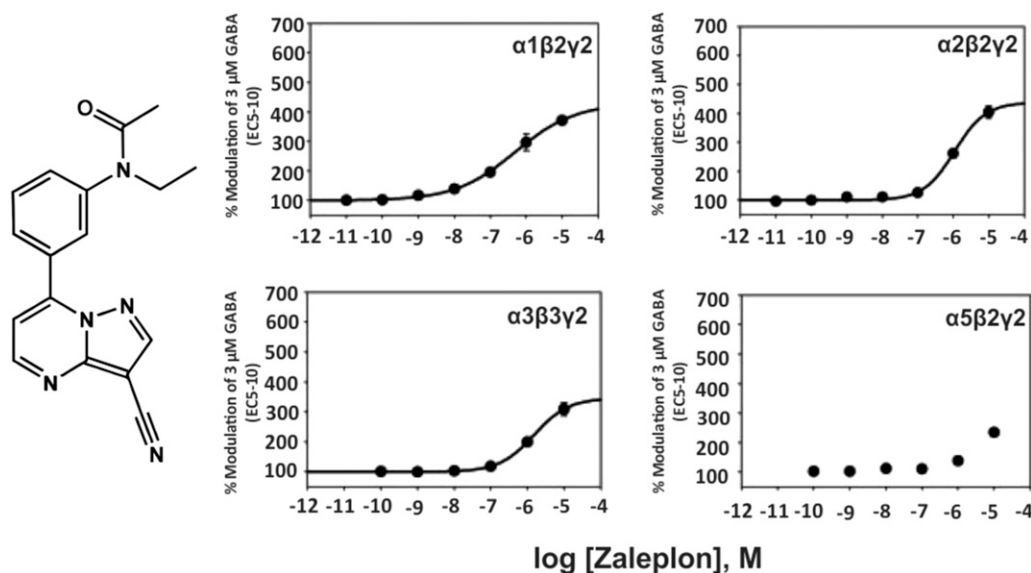 O
N
N
N
N
N
% Modulation of 3 μM GABA
(EC5-10)
700
600
500
400
300
200
100
α1β2γ2
-12 -11 -10 -9 -8 -7 -6 -5 -4
% Modulation of 3 μM GABA
(EC5-10)
700
600
500
400
300
200
100
α2β2γ2
-12 -11 -10 -9 -8 -7 -6 -5 -4
% Modulation of 3 μM GABA
(EC5-10)
700
600
500
400
300
200
100
α3β3γ2
-12 -11 -10 -9 -8 -7 -6 -5 -4
% Modulation of 3 μM GABA
(EC5-10)
700
600
500
400
300
200
100
α5β2γ2
-12 -11 -10 -9 -8 -7 -6 -5 -4
log [Zaleplon], M